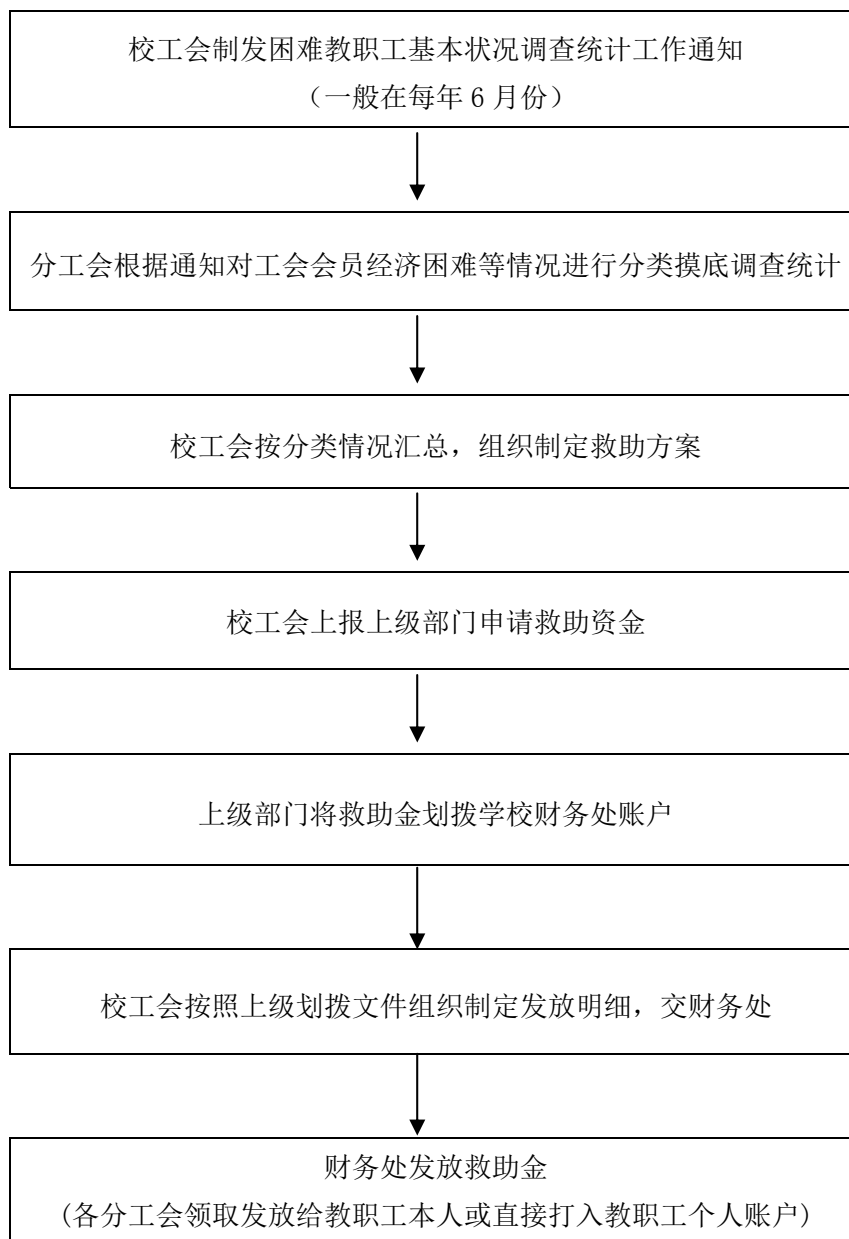 校工会制发困难教职工基本状况调查统计工作通知
（一般在每年 6 月份）
分工会根据通知对工会会员经济困难等情况进行分类摸底调查统计
校工会按分类情况汇总，组织制定救助方案
校工会上报上级部门申请救助资金
上级部门将救助金划拨学校财务处账户
校工会按照上级划拨文件组织制定发放明细，交财务处
财务处发放救助金
(各分工会领取发放给教职工本人或直接打入教职工个人账户)